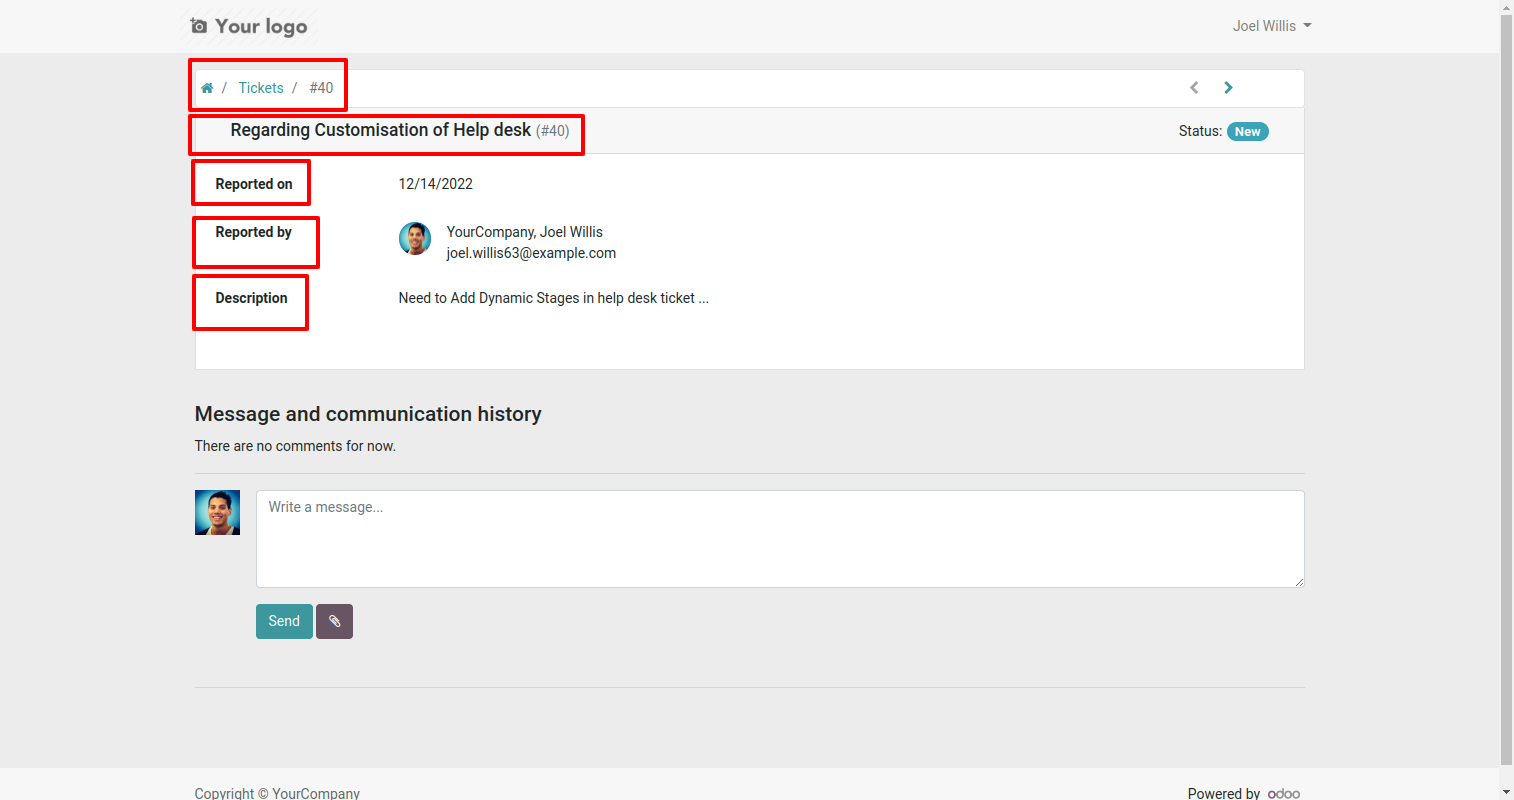 Your logo
Joel Willis
/ Tickets / #40
Regarding Customisation of Help desk (#40)
Status: New
Reported on 12/14/2022
Reported by YourCompany, Joel Willis
joel.willis63@example.com
Description Need to Add Dynamic Stages in help desk ticket ...
Message and communication history
There are no comments for now.
Write a message...
Send
Copyright © YourCompany
Powered by odoo